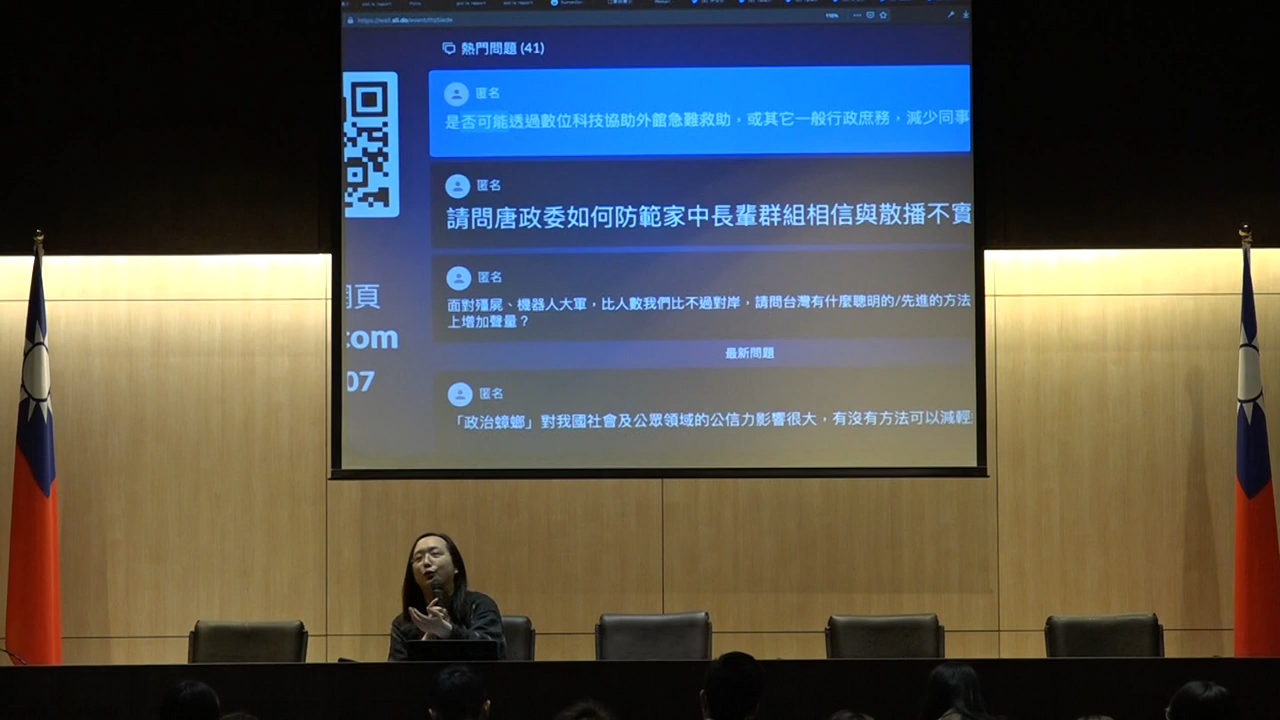 https://wall.sli.do/event/
110%
熱門問題 (41)
匿名
是否可能透過數位科技協助外館急難救助，或其它一般行政庶務，減少同事
匿名
請問唐政委如何防範家中長輩群組相信與散播不實
匿名
面對殭屍、機器人大軍，比人數我們比不過對岸，請問台灣有什麼聰明的/先進的方法
上增加聲量？
最新問題
匿名
「政治蟑螂」對我國社會及公眾領域的公信力影響很大，有沒有方法可以減輕
頁
.com
07